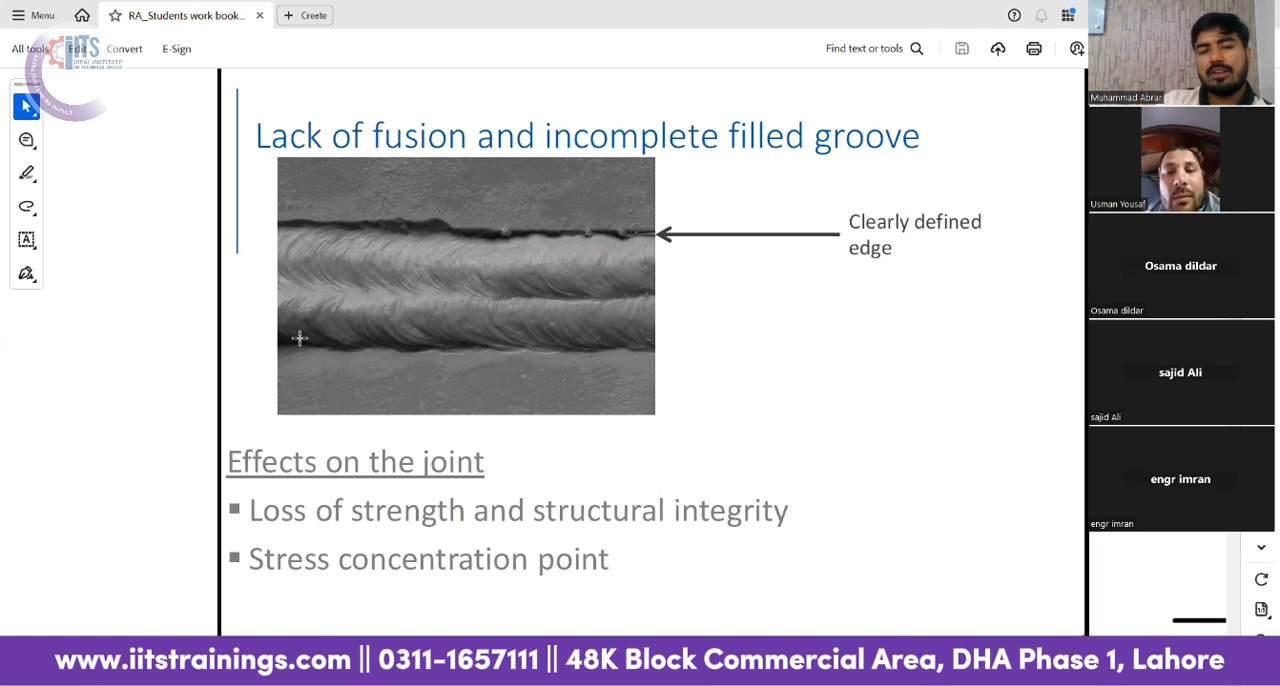 Menu
RA_Students work book...
Create
All tools
Edit
Convert
E-Sign
Find text or tools
iiTS
IDEAL INSTITUTE
Lack of fusion and incomplete filled groove
Clearly defined
edge
Effects on the joint
▪ Loss of strength and structural integrity
▪ Stress concentration point
Muhammad Abrar
Usman Yousaf
Osama dildar
Osama dildar
sajid Ali
sajid Ali
engr imran
engr imran
www.iitstrainings.com || 0311-1657111 || 48K Block Commercial Area, DHA Phase 1, Lahore